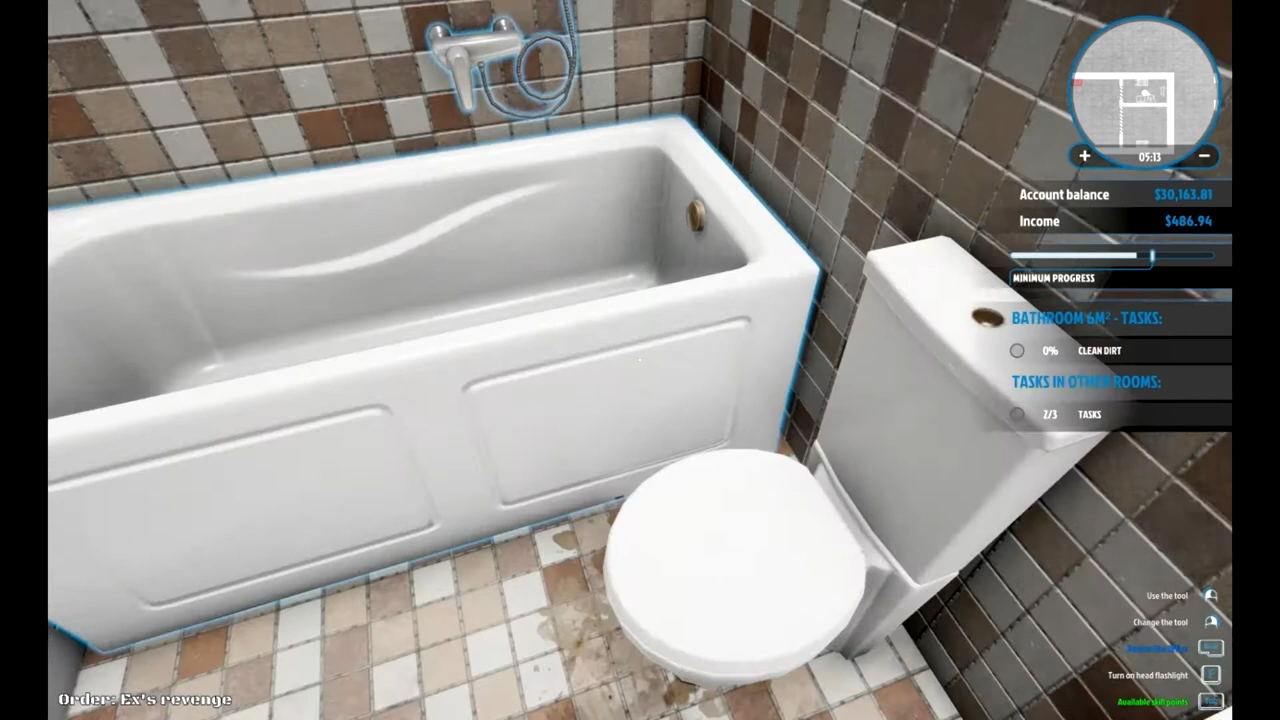 + 05:13 −
Account balance $30,163.81
Income $486.94
MINIMUM PROGRESS
BATHROOM 6M² - TASKS:
0% CLEAN DIRT
TASKS IN OTHER ROOMS:
2/3 TASKS
Use the tool
Change the tool
Turn on head flashlight
Available skill points
Order: Ex's revenge